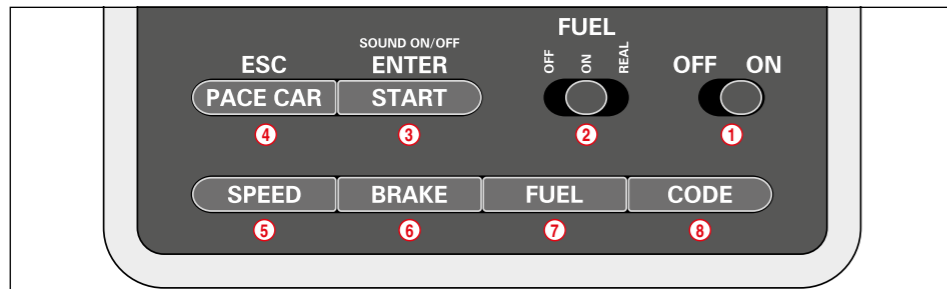 FUEL
SOUND ON/OFF
OFF ON REAL
ESC ENTER OFF ON
PACE CAR START
4 3 2 1
SPEED BRAKE FUEL CODE
5 6 7 8